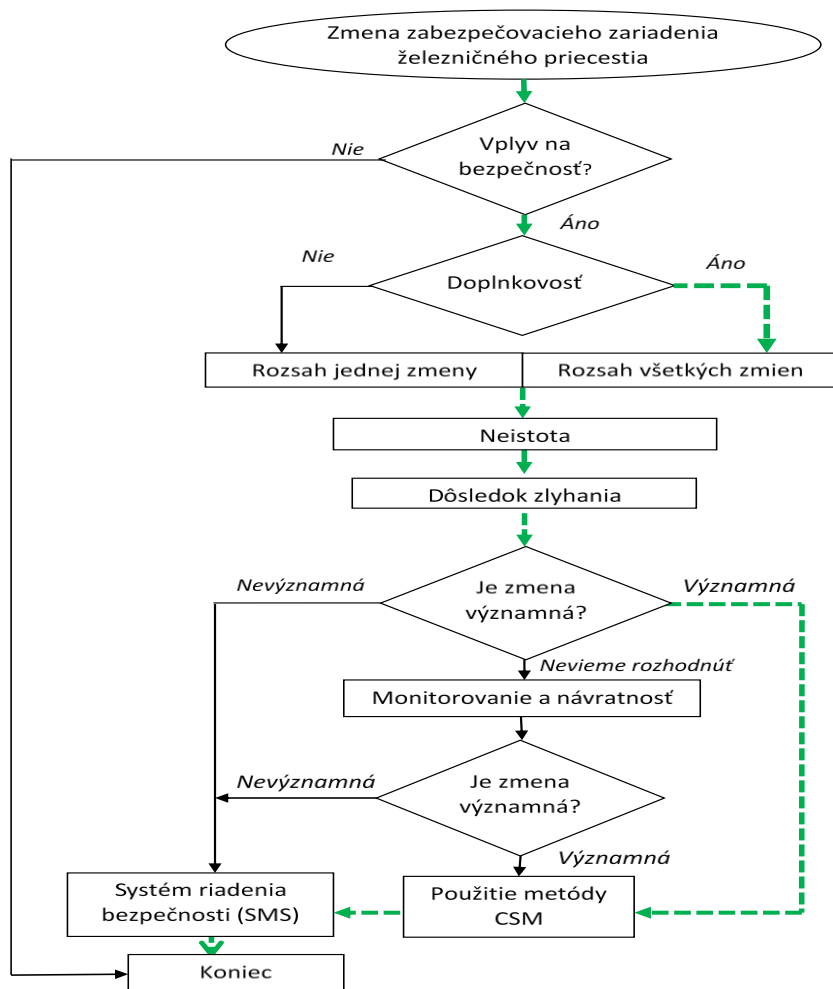 Zmena zabezpečovacieho zariadenia
železničného priecestia
Nie
Vplyv na
bezpečnosť?
Áno
Nie
Doplnkovosť
Áno
Rozsah jednej zmeny
Rozsah všetkých zmien
Neistota
Dôsledok zlyhania
Nevýznamná
Je zmena
významná?
Významná
Nevieme rozhodnúť
Monitorovanie a návratnosť
Nevýznamná
Je zmena
významná?
Významná
Systém riadenia
bezpečnosti (SMS)
Použitie metódy
CSM
Koniec